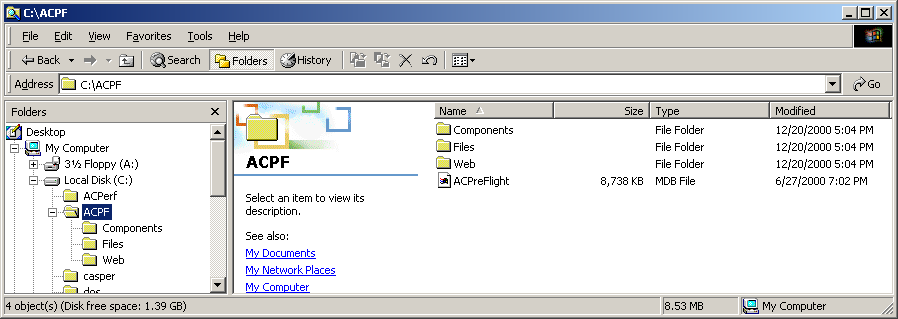 C:\ACPF
File Edit View Favorites Tools Help
Back Search Folders History
Address C:\ACPF Go
Folders
Desktop
My Computer
3½ Floppy (A:)
Local Disk (C:)
ACPerf
ACPF
Components
Files
Web
casper
dos
ACPF
Select an item to view its
description.
See also:
My Documents
My Network Places
My Computer
Name Size Type Modified
Components File Folder 12/20/2000 5:04 PM
Files File Folder 12/20/2000 5:04 PM
Web File Folder 12/20/2000 5:04 PM
ACPreFlight 8,738 KB MDB File 6/27/2000 7:02 PM
4 object(s) (Disk free space: 1.39 GB) 8.53 MB My Computer